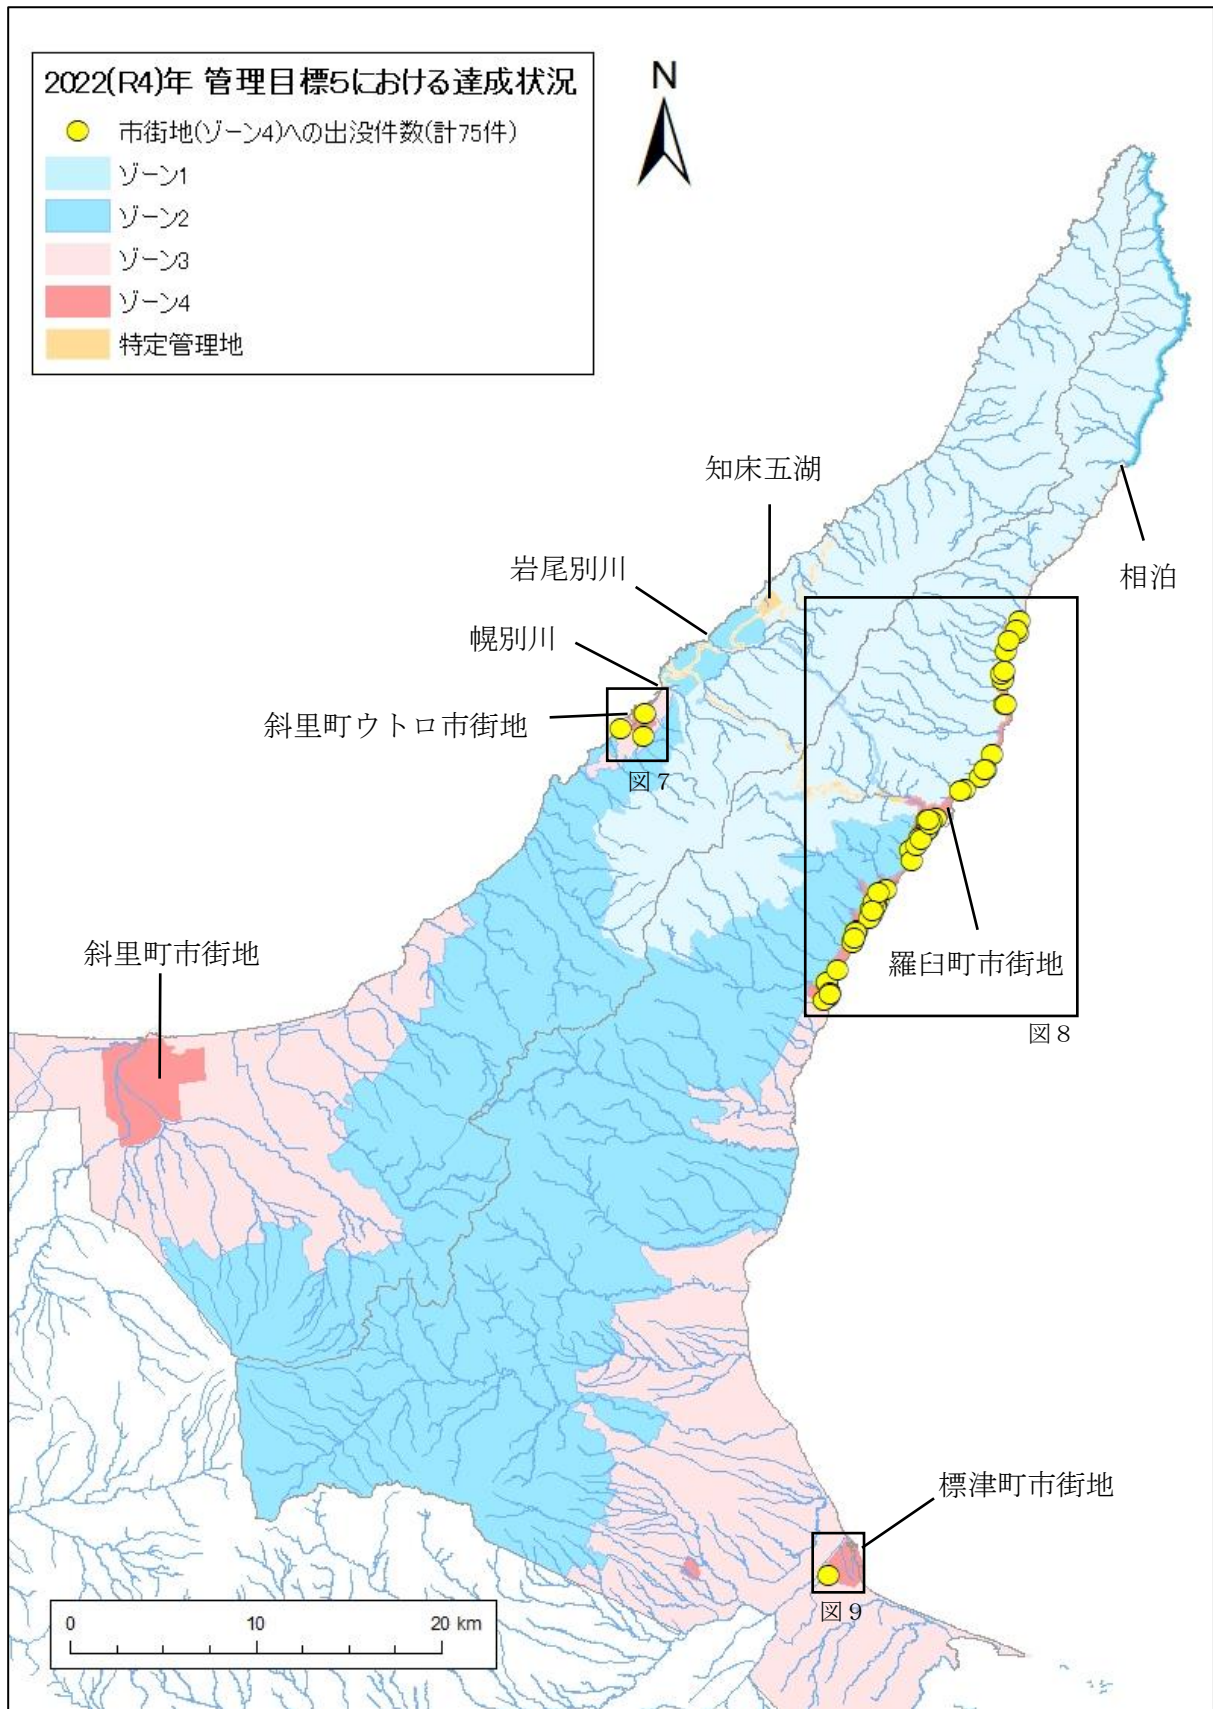 2022(R4)年 管理目標5における達成状況
市街地(ゾーン4)への出没件数(計75件)
ゾーン1
ゾーン2
ゾーン3
ゾーン4
特定管理地
N
知床五湖
岩尾別川
相泊
幌別川
斜里町ウトロ市街地
図７
斜里町市街地
羅臼町市街地
図８
標津町市街地
図９
0 10 20 km